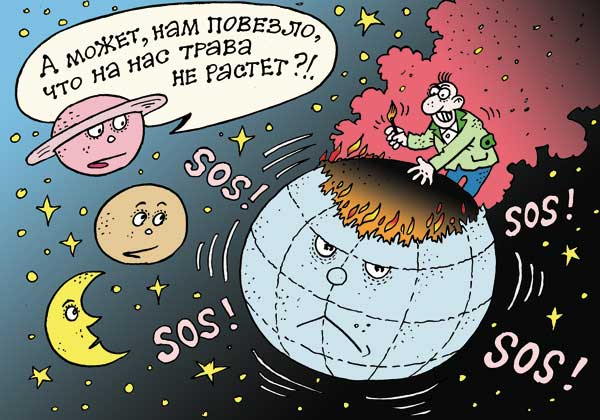 А МОЖЕТ, НАМ ПОВЕЗЛО,
ЧТО НА НАС ТРАВА
НЕ РАСТЕТ?!.
SOS!
SOS!
SOS!
SOS!